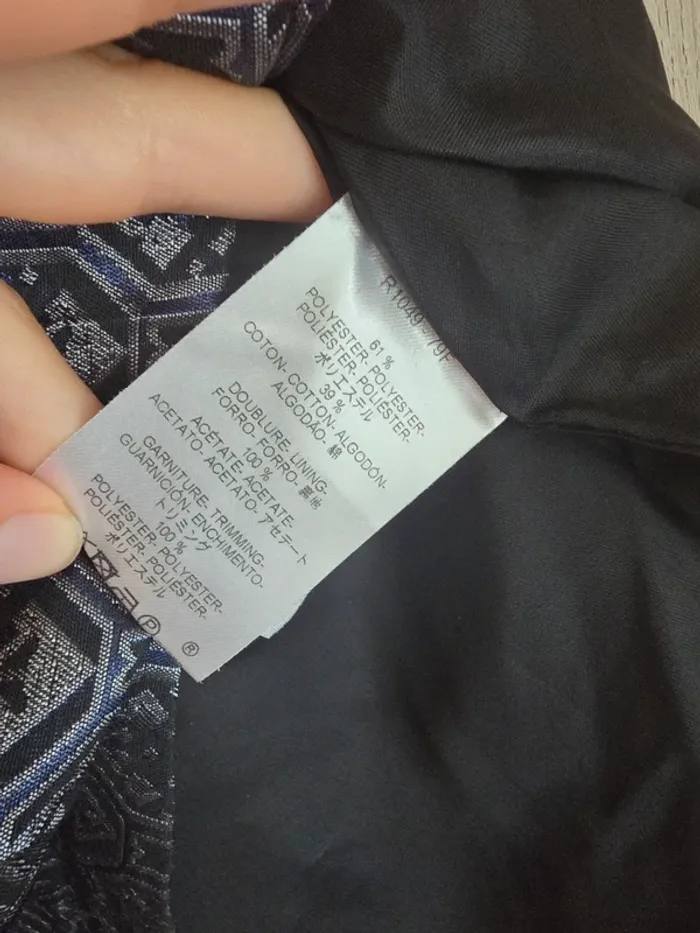 R1049
61 %
POLYESTER- POLYESTER-
POLIÉSTER- POLIÉSTER-
ポリエステル
39 %
COTON- COTTON- ALGODÓN-
ALGODÃO- 綿
DOUBLURE- LINING-
FORRO- FORRO- 裏地
100 %
ACÉTATE- ACETATE-
ACETATO- ACETATO- アセテート
GARNITURE- TRIMMING-
GUARNICIÓN- ENCHIMENTO-
トリミング
100 %
POLYESTER- POLYESTER-
POLIÉSTER- POLIÉSTER-
ポリエステル
P
®